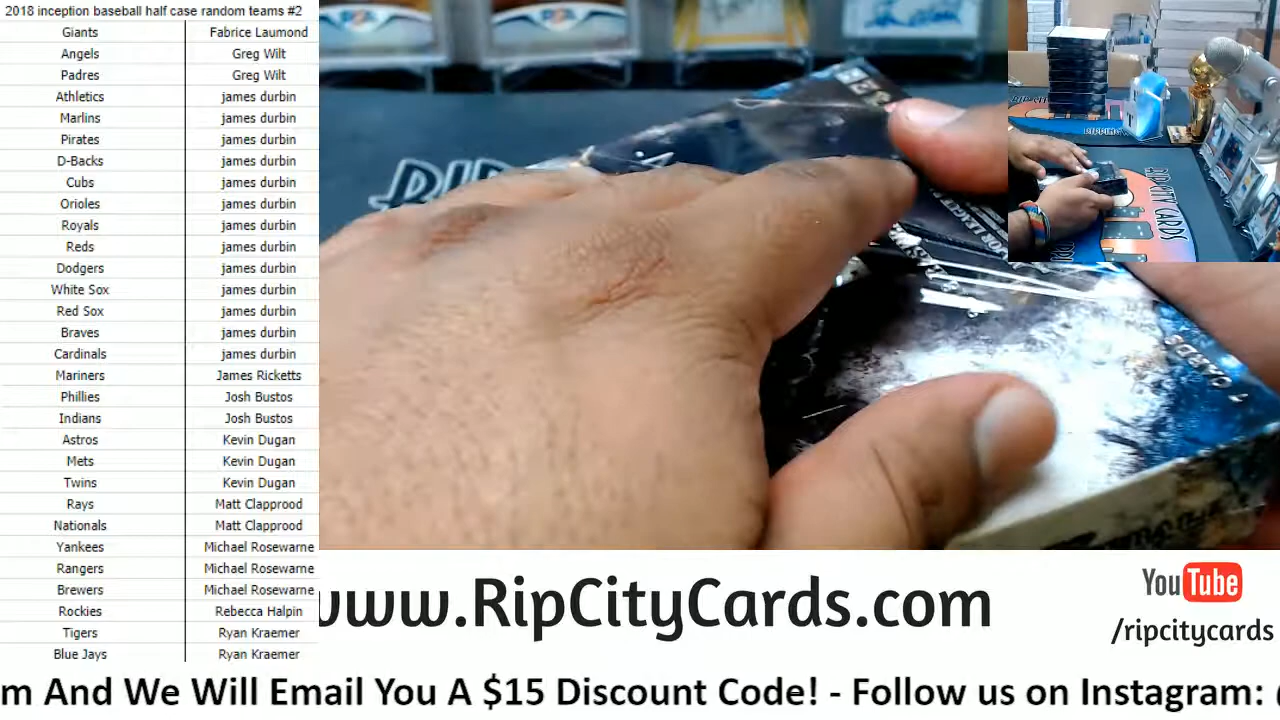 2018 inception baseball half case random teams #2
Giants Fabrice Laumond
Angels Greg Wilt
Padres Greg Wilt
Athletics james durbin
Marlins james durbin
Pirates james durbin
D-Backs james durbin
Cubs james durbin
Orioles james durbin
Royals james durbin
Reds james durbin
Dodgers james durbin
White Sox james durbin
Red Sox james durbin
Braves james durbin
Cardinals james durbin
Mariners James Ricketts
Phillies Josh Bustos
Indians Josh Bustos
Astros Kevin Dugan
Mets Kevin Dugan
Twins Kevin Dugan
Rays Matt Clapprood
Nationals Matt Clapprood
Yankees Michael Rosewarne
Rangers Michael Rosewarne
Brewers Michael Rosewarne
Rockies Rebecca Halpin
Tigers Ryan Kraemer
Blue Jays Ryan Kraemer
RIP CITY CARDS
www.RipCityCards.com
YouTube
/ripcitycards
m And We Will Email You A $15 Discount Code! - Follow us on Instagram: